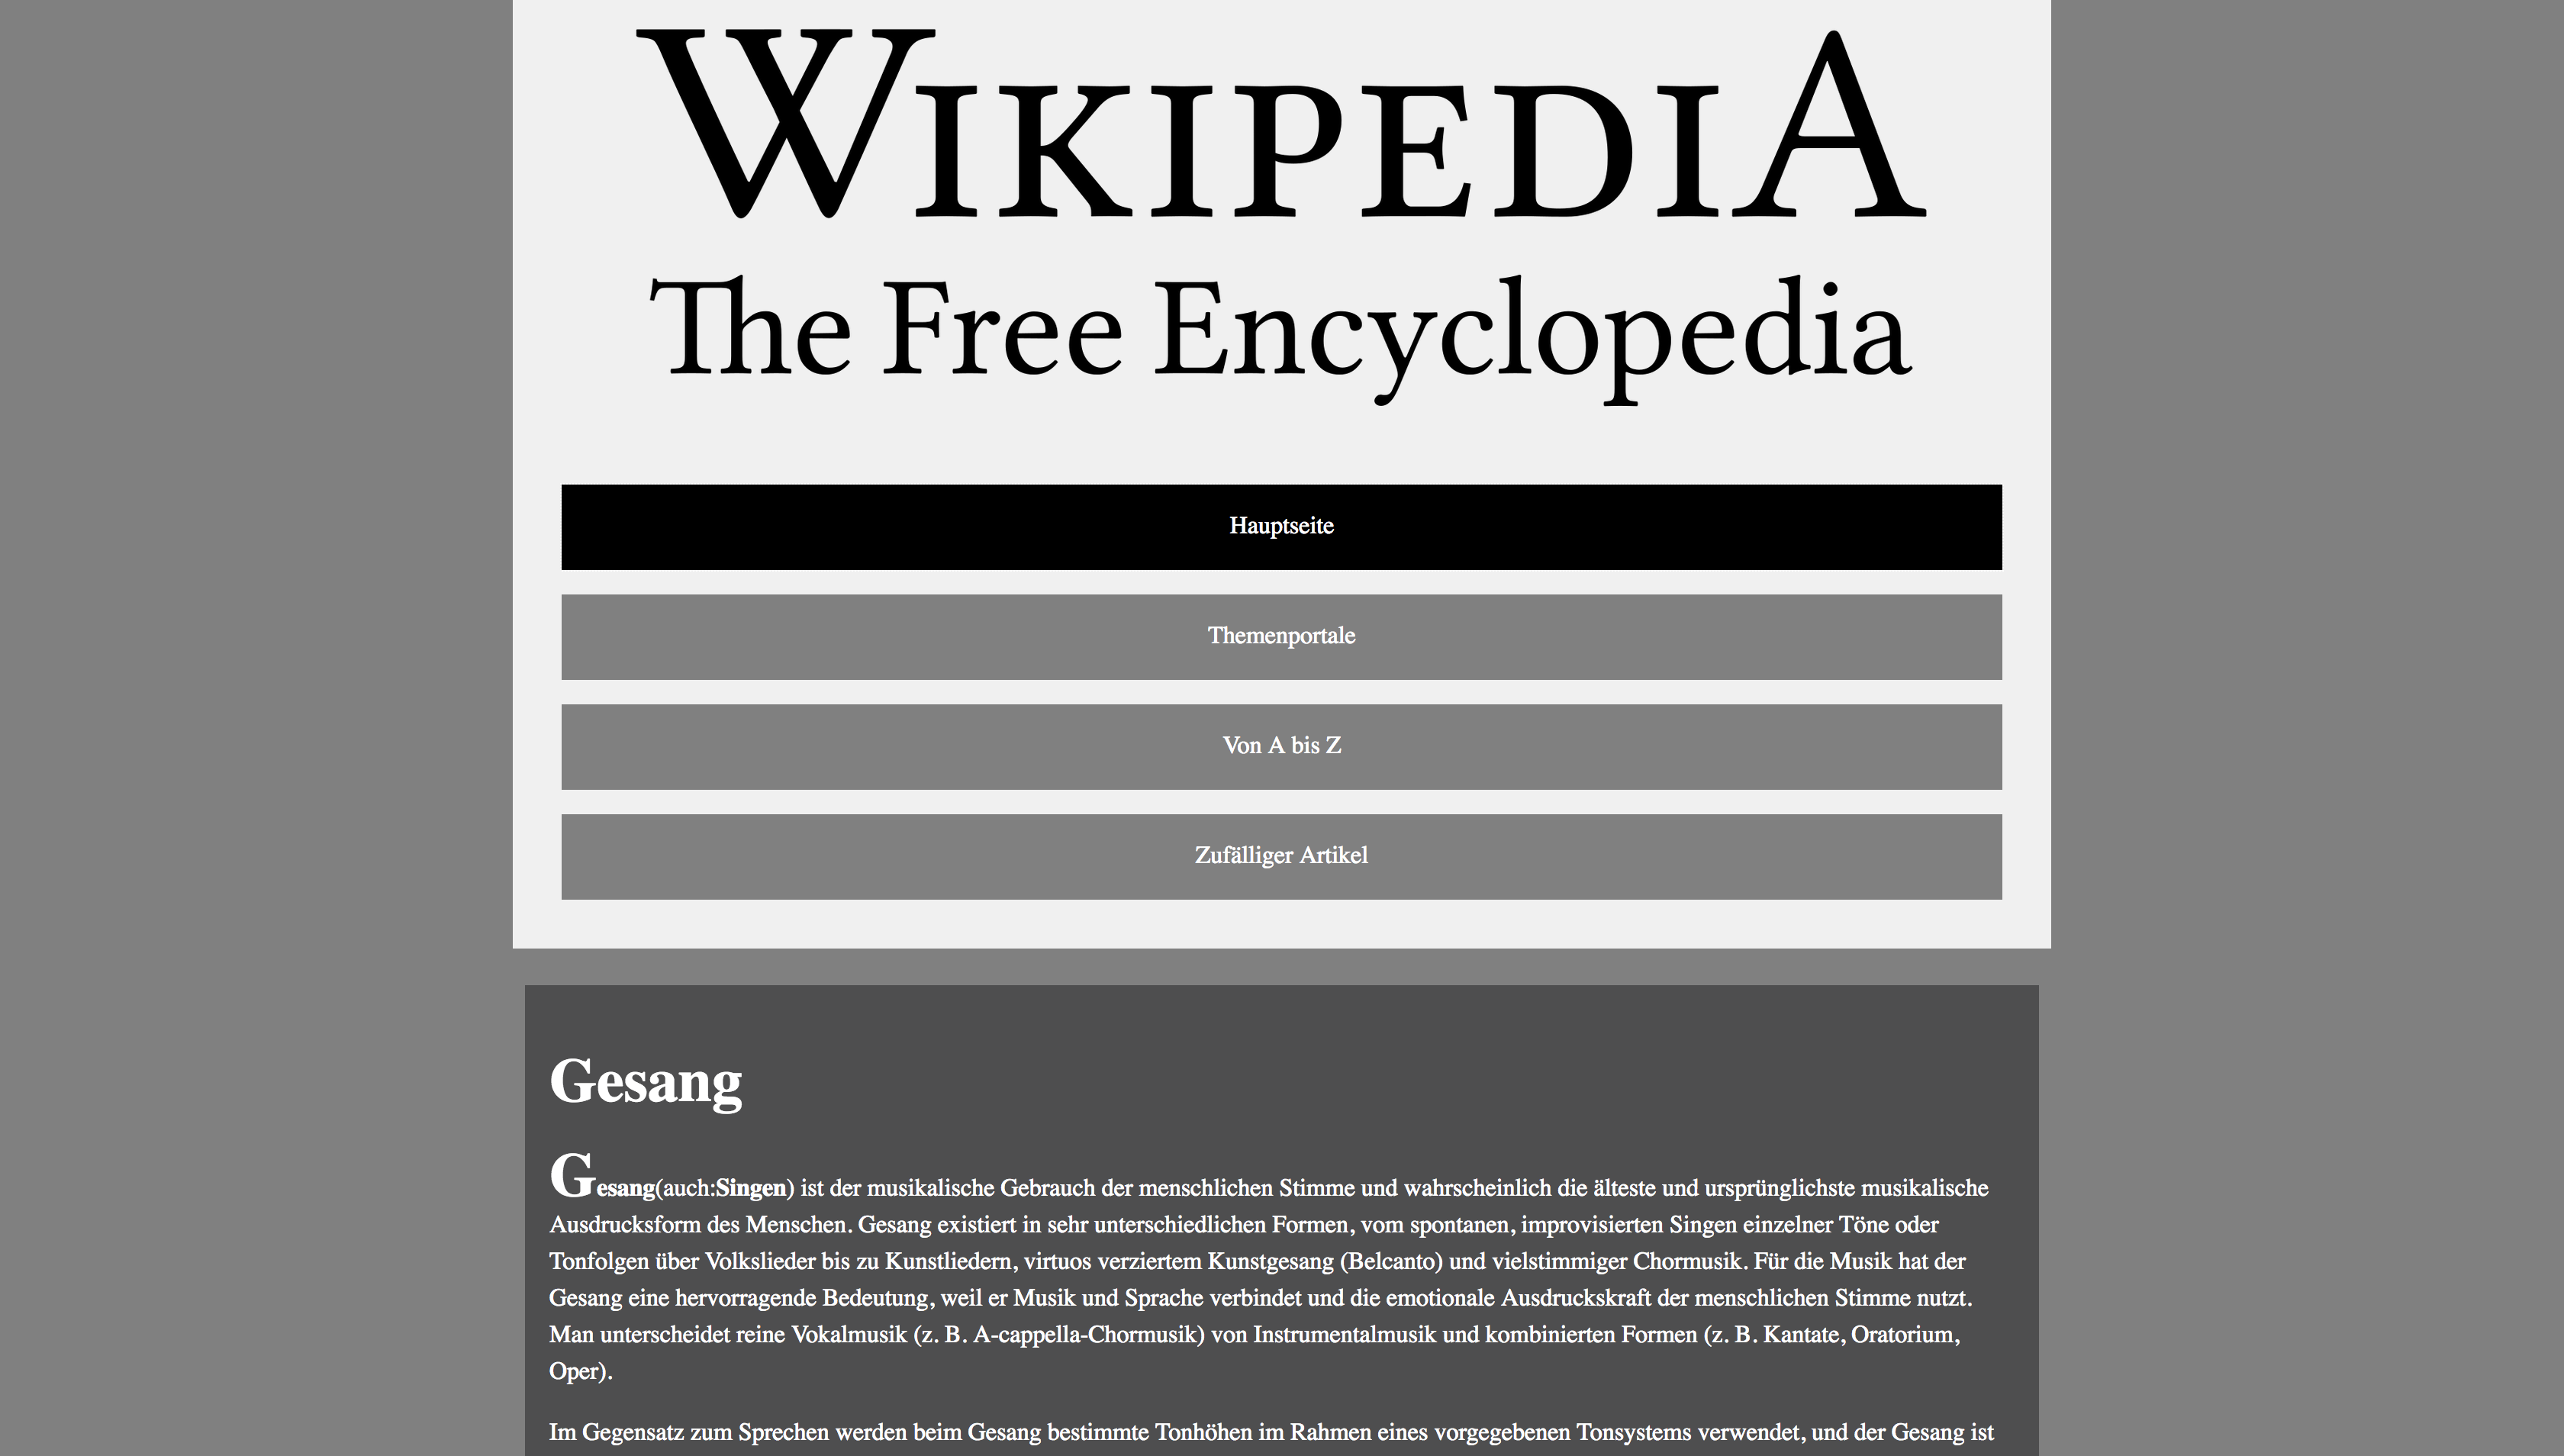 WIKIPEDIA
The Free Encyclopedia
Hauptseite
Themenportale
Von A bis Z
Zufälliger Artikel
Gesang
Gesang(auch:Singen) ist der musikalische Gebrauch der menschlichen Stimme und wahrscheinlich die älteste und ursprünglichste musikalische
Ausdrucksform des Menschen. Gesang existiert in sehr unterschiedlichen Formen, vom spontanen, improvisierten Singen einzelner Töne oder
Tonfolgen über Volkslieder bis zu Kunstliedern, virtuos verziertem Kunstgesang (Belcanto) und vielstimmiger Chormusik. Für die Musik hat der
Gesang eine hervorragende Bedeutung, weil er Musik und Sprache verbindet und die emotionale Ausdruckskraft der menschlichen Stimme nutzt.
Man unterscheidet reine Vokalmusik (z. B. A-cappella-Chormusik) von Instrumentalmusik und kombinierten Formen (z. B. Kantate, Oratorium,
Oper).
Im Gegensatz zum Sprechen werden beim Gesang bestimmte Tonhöhen im Rahmen eines vorgegebenen Tonsystems verwendet, und der Gesang ist